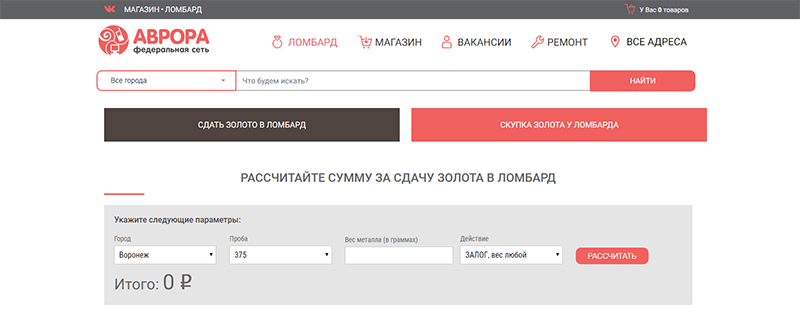 МАГАЗИН • ЛОМБАРД
У Вас 0 товаров
АВРОРА
федеральная сеть
ЛОМБАРД
МАГАЗИН
ВАКАНСИИ
РЕМОНТ
ВСЕ АДРЕСА
Все города
Что будем искать?
НАЙТИ
СДАТЬ ЗОЛОТО В ЛОМБАРД
СКУПКА ЗОЛОТА У ЛОМБАРДА
РАССЧИТАЙТЕ СУММУ ЗА СДАЧУ ЗОЛОТА В ЛОМБАРД
Укажите следующие параметры:
Город
Проба
Вес металла (в граммах)
Действие
Воронеж
375
ЗАЛОГ, вес любой
РАССЧИТАТЬ
Итого: 0 ₽